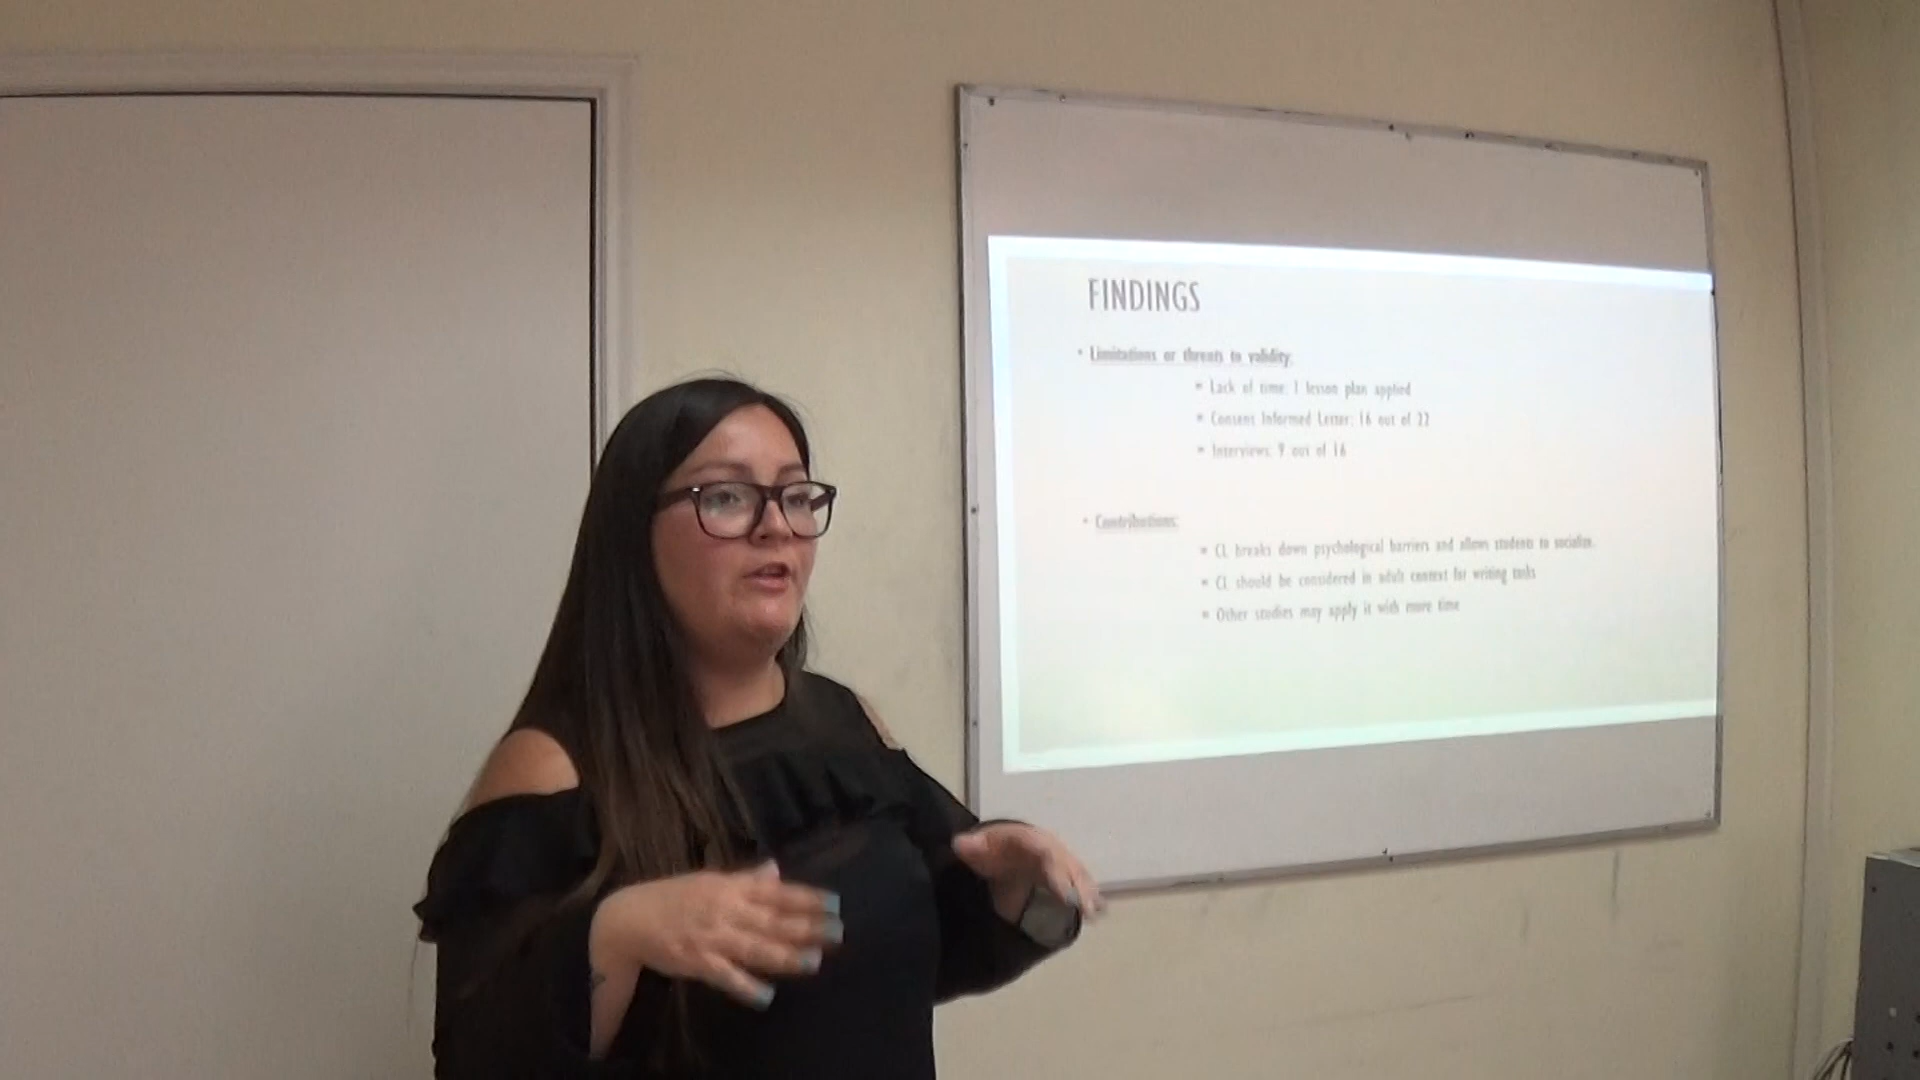 FINDINGS
• Limitations or threats to validity:
Lack of time: 1 lesson plan applied
Consent Informed Letter: 16 out of 22
Interviews: 9 out of 16
• Contributions:
CL breaks down psychological barriers and allows students to socialize.
CL should be considered in adult context for writing tasks
Other studies may apply it with more time